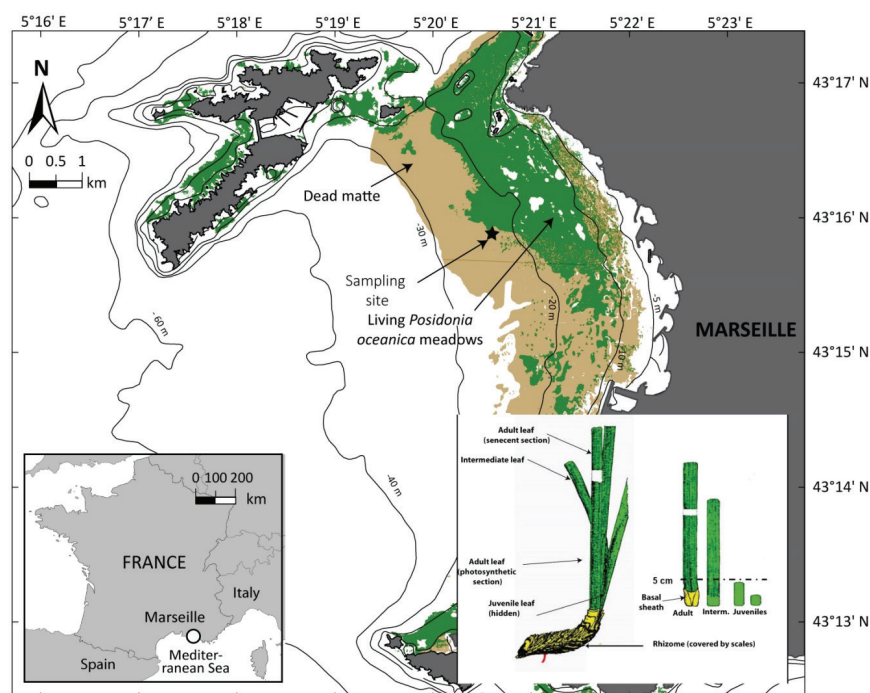 5°16' E
5°17' E
5°18' E
5°19' E
5°20' E
5°21' E
5°22' E
5°23' E
N
0 0.5 1
km
Dead matte
-30 m
Sampling
site
Living Posidonia
oceanica meadows
-20 m
-10 m
-5 m
-60 m
-40 m
MARSEILLE
43°17' N
43°16' N
43°15' N
43°14' N
43°13' N
0 100 200
km
FRANCE
Italy
Marseille
Mediter-
ranean Sea
Spain
Adult leaf
(senecent section)
Intermediate leaf
Adult leaf
(photosynthetic
section)
Juvenile leaf
(hidden)
Rhizome (covered by scales)
5 cm
Basal
sheath
Adult
Interm.
Juveniles